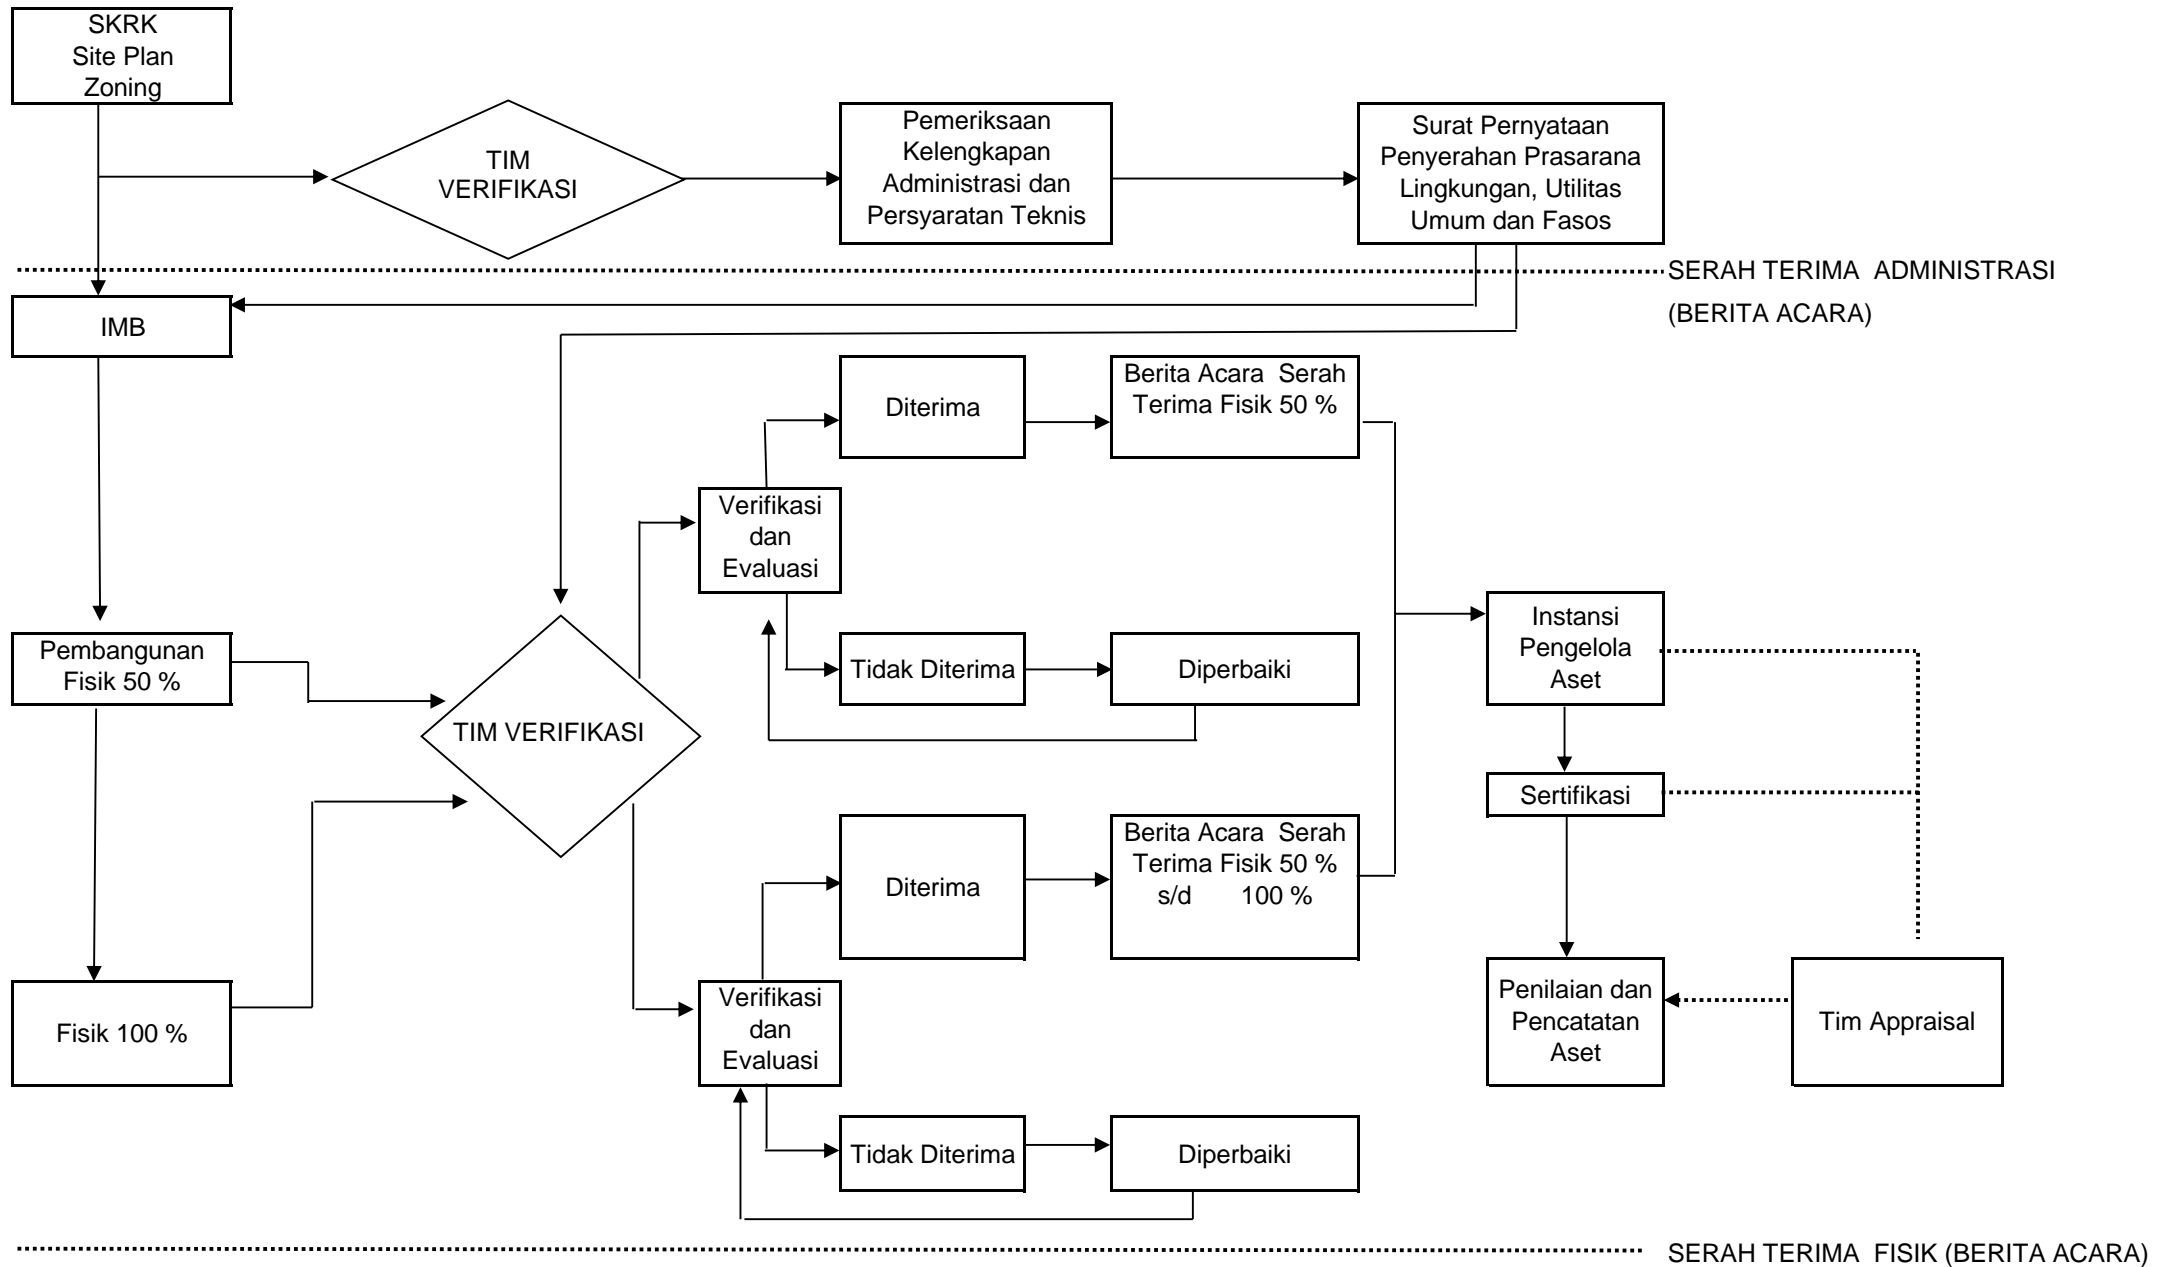 SKRK
Site Plan
Zoning
TIM
VERIFIKASI
Pemeriksaan
Kelengkapan
Administrasi dan
Persyaratan Teknis
Surat Pernyataan
Penyerahan Prasarana
Lingkungan, Utilitas
Umum dan Fasos
SERAH TERIMA  ADMINISTRASI
(BERITA ACARA)
IMB
Diterima
Berita Acara  Serah
Terima Fisik 50 %
Verifikasi
dan
Evaluasi
Pembangunan
Fisik 50 %
TIM VERIFIKASI
Tidak Diterima
Diperbaiki
Instansi
Pengelola
Aset
Sertifikasi
Diterima
Berita Acara  Serah
Terima Fisik 50 %
s/d       100 %
Fisik 100 %
Verifikasi
dan
Evaluasi
Penilaian dan
Pencatatan
Aset
Tim Appraisal
Tidak Diterima
Diperbaiki
SERAH TERIMA  FISIK (BERITA ACARA)